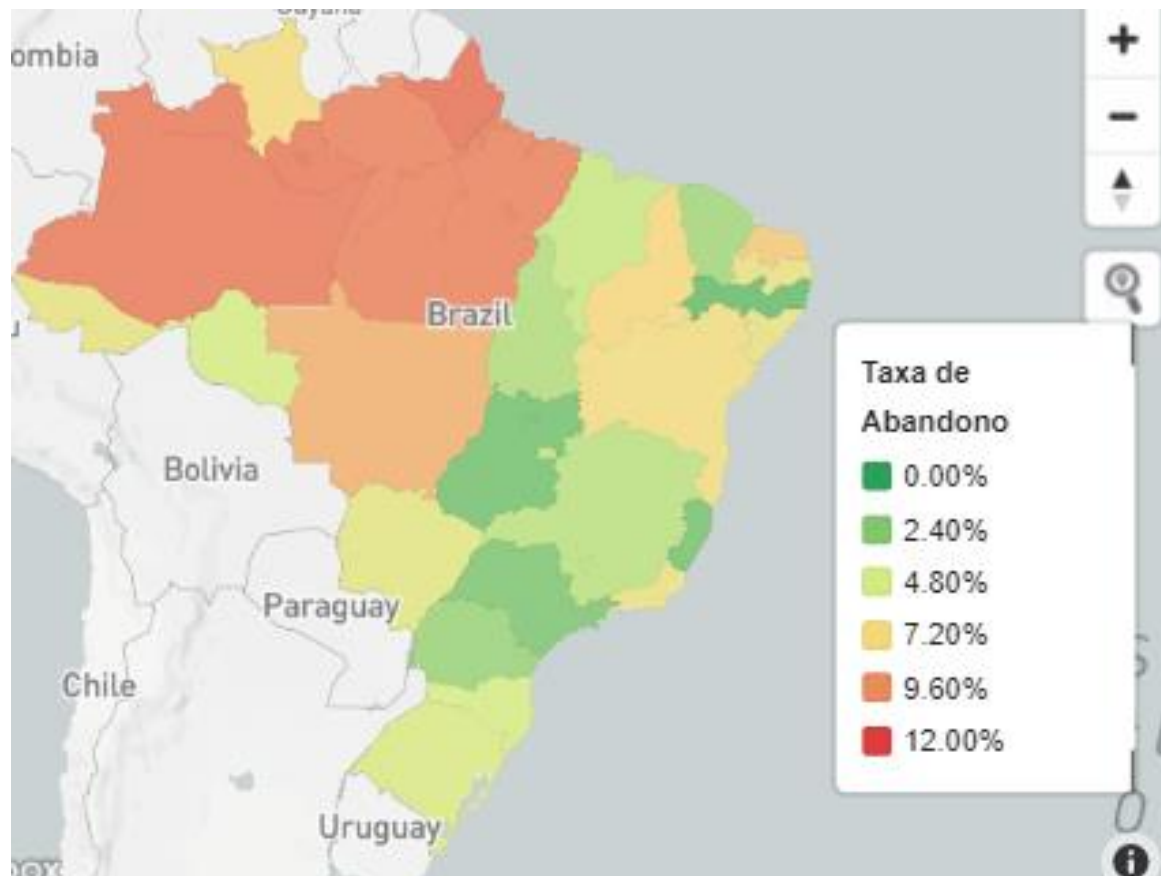 ombia
Brazil
Bolivia
Paraguay
Chile
Uruguay
Taxa de
Abandono
0.00%
2.40%
4.80%
7.20%
9.60%
12.00%